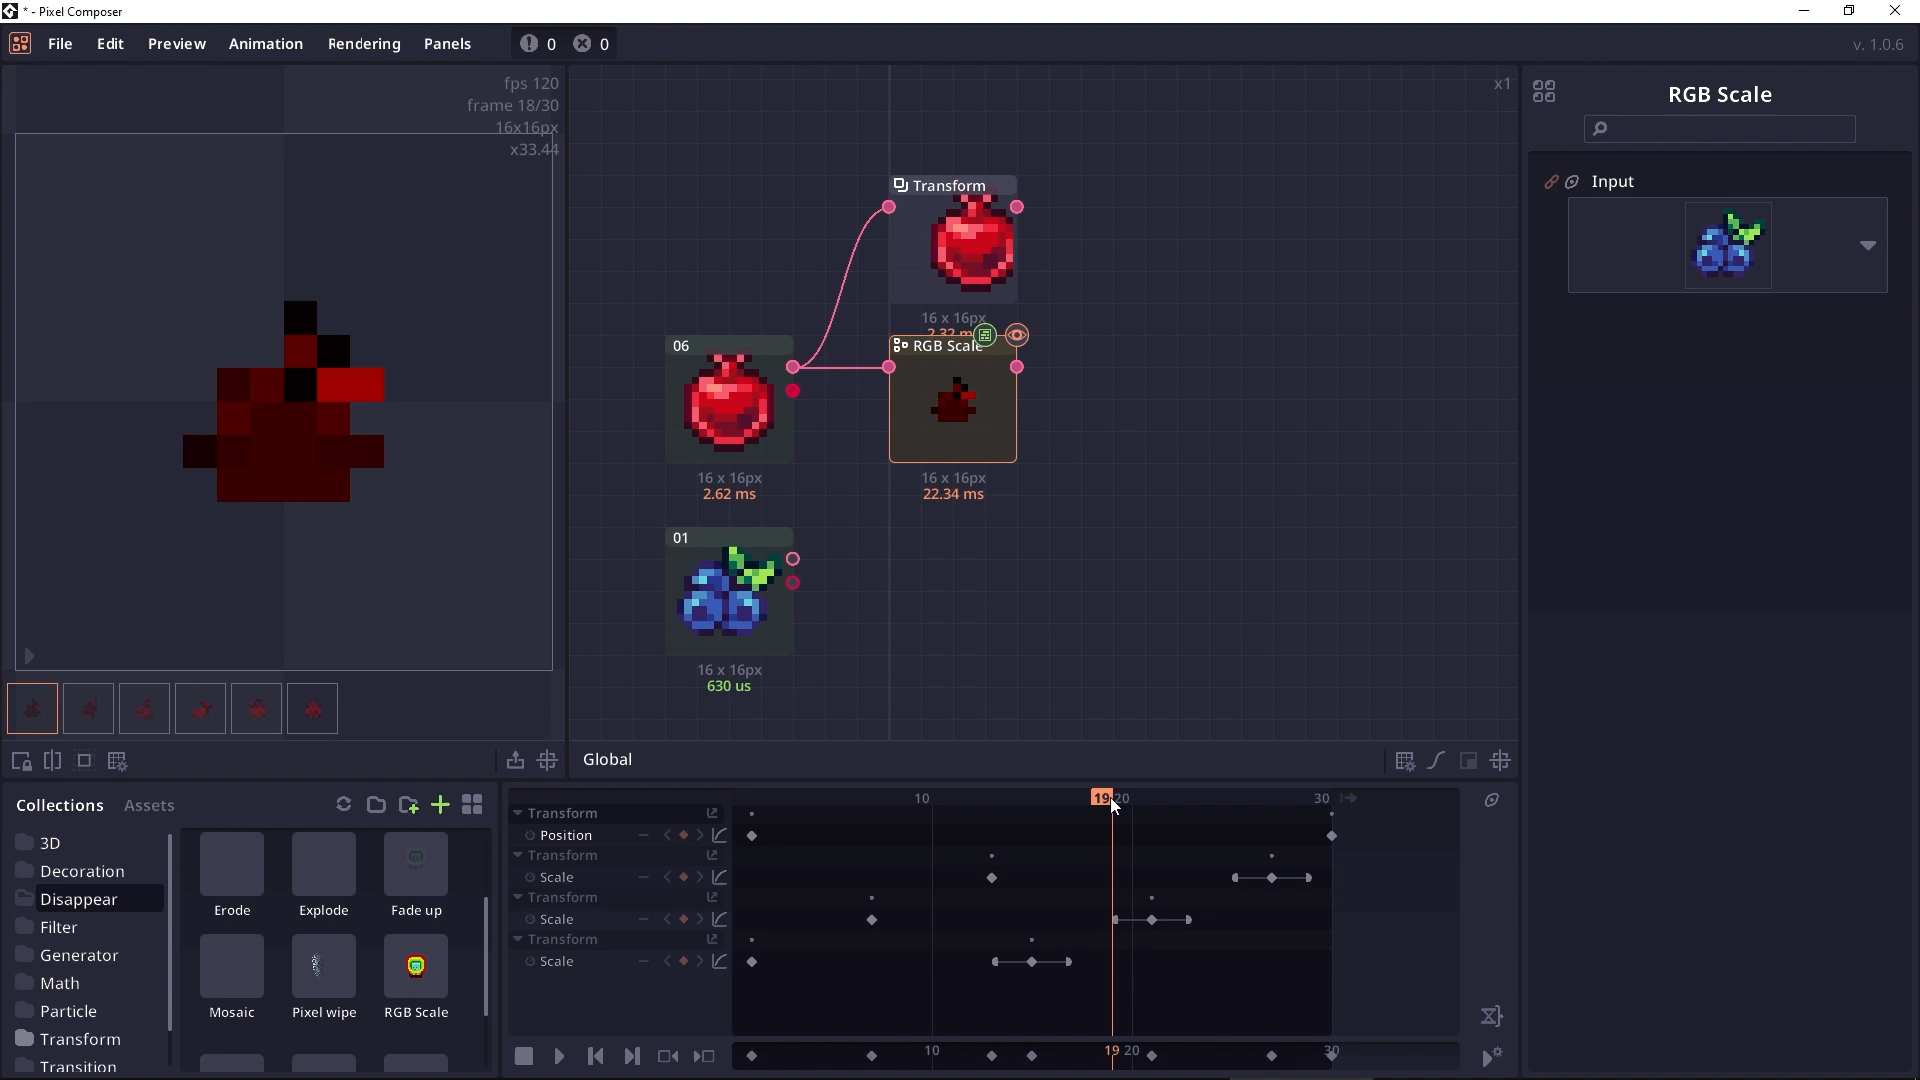 * - Pixel Composer
File Edit Preview Animation Rendering Panels 0 0 v. 1.0.6
fps 120
frame 18/30
16x16px
x33.44
x1
Transform
16 x 16px
2.32 m
06
16 x 16px
2.62 ms
RGB Scale
16 x 16px
22.34 ms
01
16 x 16px
630 us
RGB Scale
Input
Global
Collections Assets
3D
Decoration
Disappear
Filter
Generator
Math
Particle
Transform
Transition
Erode Explode Fade up
Mosaic Pixel wipe RGB Scale
10 19 20 30
Transform
Position
Transform
Scale
Transform
Scale
Transform
Scale
10 19 20 30